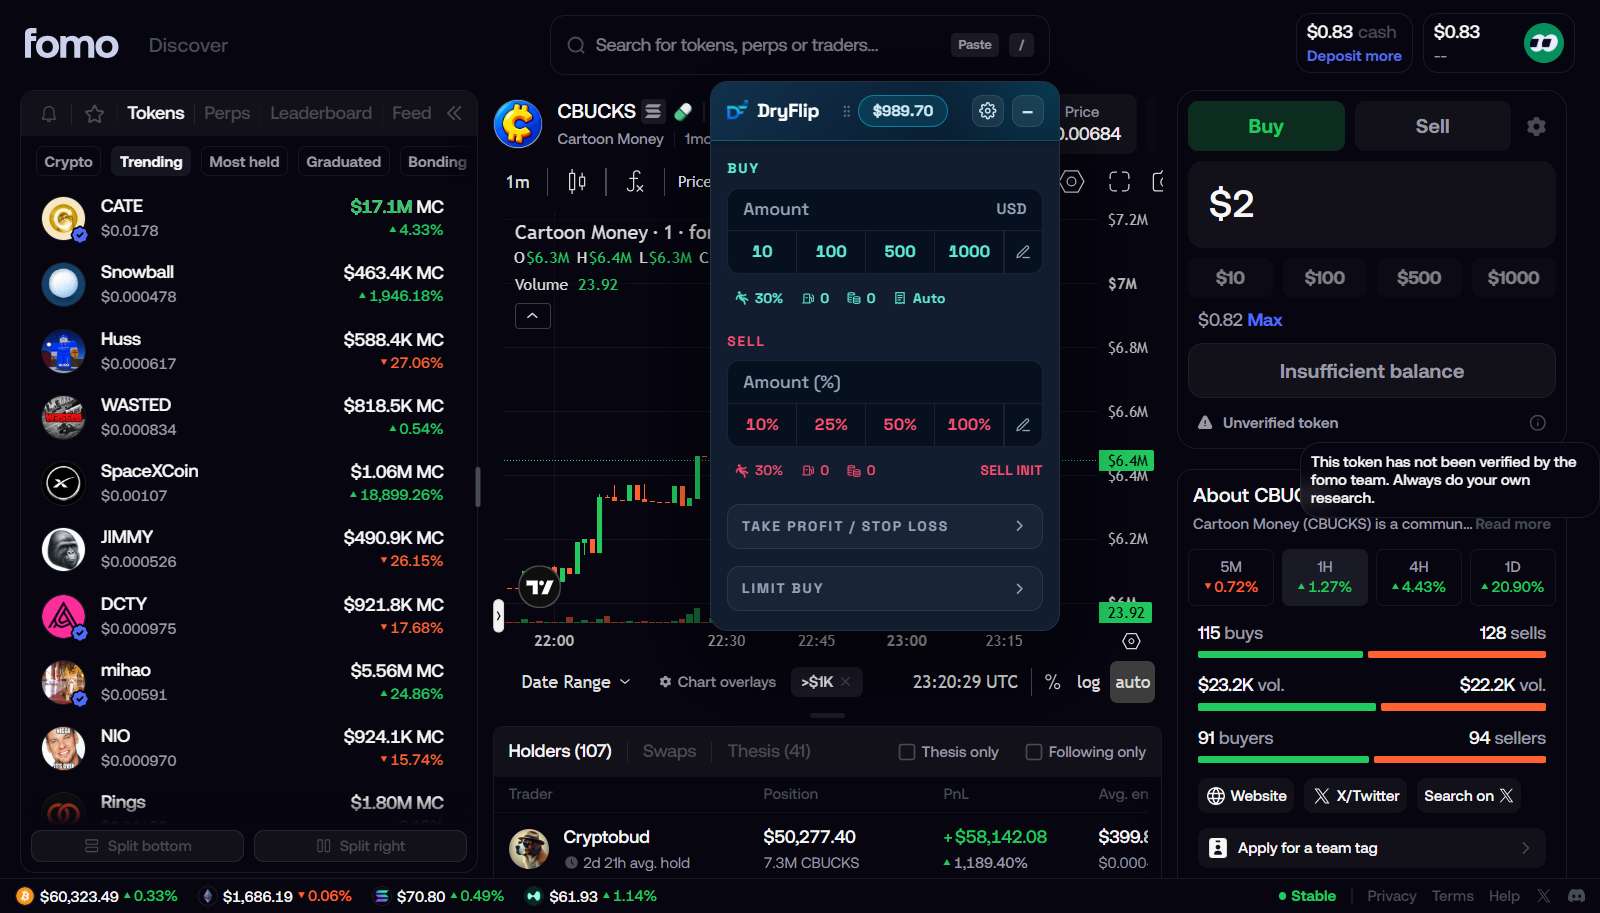 fomo
Discover
Search for tokens, perps or traders...
Paste
/
$0.83 cash
Deposit more
$0.83
--
Tokens
Perps
Leaderboard
Feed
Crypto
Trending
Most held
Graduated
Bonding
CATE
$17.1M MC
$0.0178
4.33%
Snowball
$463.4K MC
$0.000478
1,946.18%
Huss
$588.4K MC
$0.000617
27.06%
WASTED
$818.5K MC
$0.000834
0.54%
SpaceXCoin
$1.06M MC
$0.00107
18,899.26%
JIMMY
$490.9K MC
$0.000526
26.15%
DCTY
$921.8K MC
$0.000975
17.68%
mihao
$5.56M MC
$0.00591
24.86%
NIO
$924.1K MC
$0.000970
15.74%
Rings
$1.80M MC
Split bottom
Split right
CBUCKS
Cartoon Money
1mo
Price
0.00684
1m
Price
Cartoon Money · 1 · fo
O$6.3M H$6.4M L$6.3M C
Volume 23.92
$7.2M
$7M
$6.8M
$6.6M
$6.4M
$6.4M
$6.2M
$6M
23.92
22:00
22:30
22:45
23:00
23:15
Date Range
Chart overlays
>$1K
23:20:29 UTC
%
log
auto
DryFlip
$989.70
BUY
Amount
USD
10
100
500
1000
30%
0
0
Auto
SELL
Amount (%)
10%
25%
50%
100%
30%
0
0
SELL INIT
TAKE PROFIT / STOP LOSS
LIMIT BUY
Holders (107)
Swaps
Thesis (41)
Thesis only
Following only
Trader
Position
PnL
Avg. en
Cryptobud
$50,277.40
+$58,142.08
$399.8
2d 21h avg. hold
7.3M CBUCKS
1,189.40%
$0.000
Buy
Sell
$2
$10
$100
$500
$1000
$0.82 Max
Insufficient balance
Unverified token
This token has not been verified by the
fomo team. Always do your own
research.
About CBUC
Cartoon Money (CBUCKS) is a commun... Read more
5M
0.72%
1H
1.27%
4H
4.43%
1D
20.90%
115 buys
128 sells
$23.2K vol.
$22.2K vol.
91 buyers
94 sellers
Website
X/Twitter
Search on X
Apply for a team tag
$60,323.49 0.33%
$1,686.19 0.06%
$70.80 0.49%
$61.93 1.14%
Stable
Privacy
Terms
Help